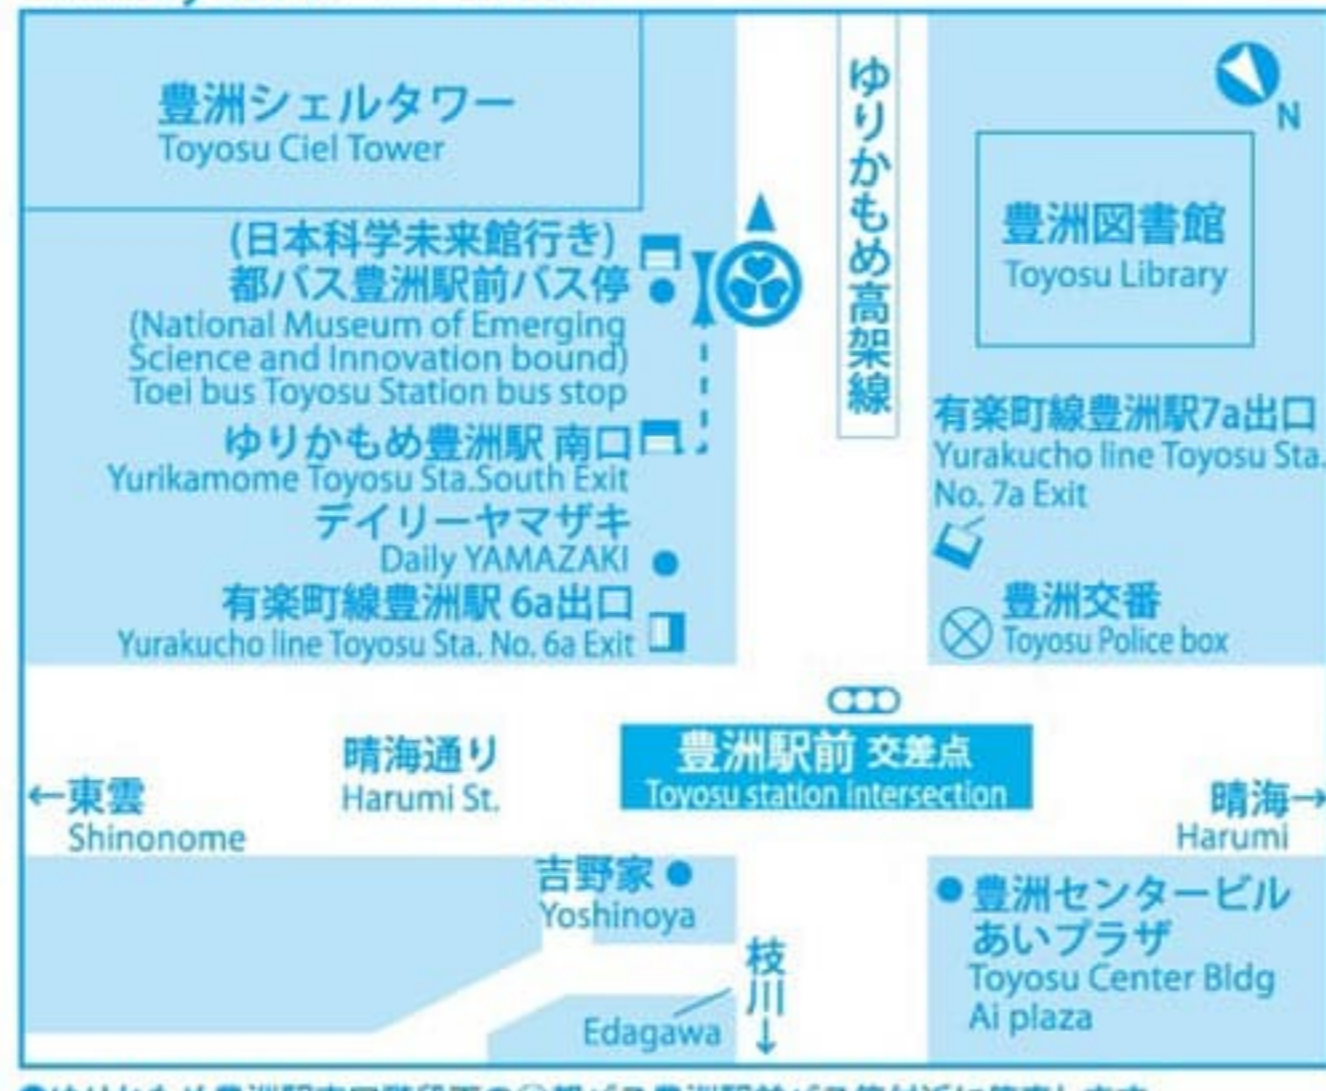 豊洲シェルタワー
Toyosu Ciel Tower
(日本科学未来館行き)
都バス豊洲駅前バス停
(National Museum of Emerging
Science and Innovation bound)
Toei bus Toyosu Station bus stop
ゆりかもめ豊洲駅 南口
Yurikamome Toyosu Sta.South Exit
デイリーヤマザキ
Daily YAMAZAKI
有楽町線豊洲駅 6a出口
Yurakucho line Toyosu Sta. No. 6a Exit
ゆりかもめ高架線
N
豊洲図書館
Toyosu Library
有楽町線豊洲駅7a出口
Yurakucho line Toyosu Sta.
No. 7a Exit
豊洲交番
Toyosu Police box
晴海通り
Harumi St.
豊洲駅前 交差点
Toyosu station intersection
←東雲
Shinonome
晴海→
Harumi
吉野家
Yoshinoya
枝川↓
Edagawa
豊洲センタービル
あいプラザ
Toyosu Center Bldg
Ai plaza